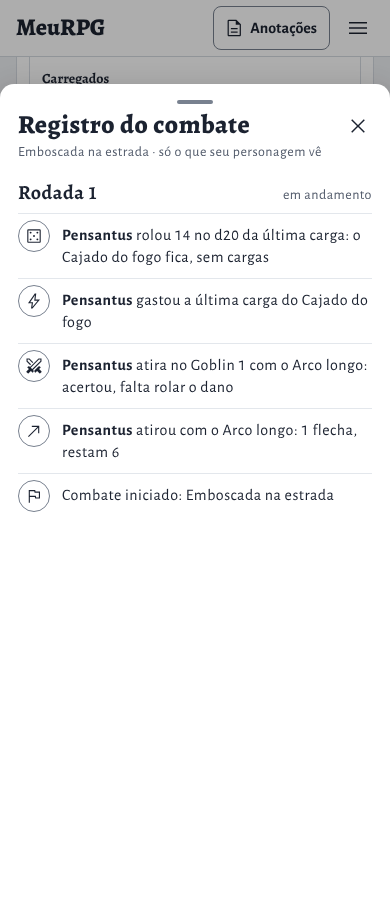 MeuRPG
Anotações
Carregados
Registro do combate
Emboscada na estrada · só o que seu personagem vê
Rodada 1
em andamento
Pensantus rolou 14 no d20 da última carga: o
Cajado do fogo fica, sem cargas
Pensantus gastou a última carga do Cajado do
fogo
Pensantus atira no Goblin 1 com o Arco longo:
acertou, falta rolar o dano
Pensantus atirou com o Arco longo: 1 flecha,
restam 6
Combate iniciado: Emboscada na estrada